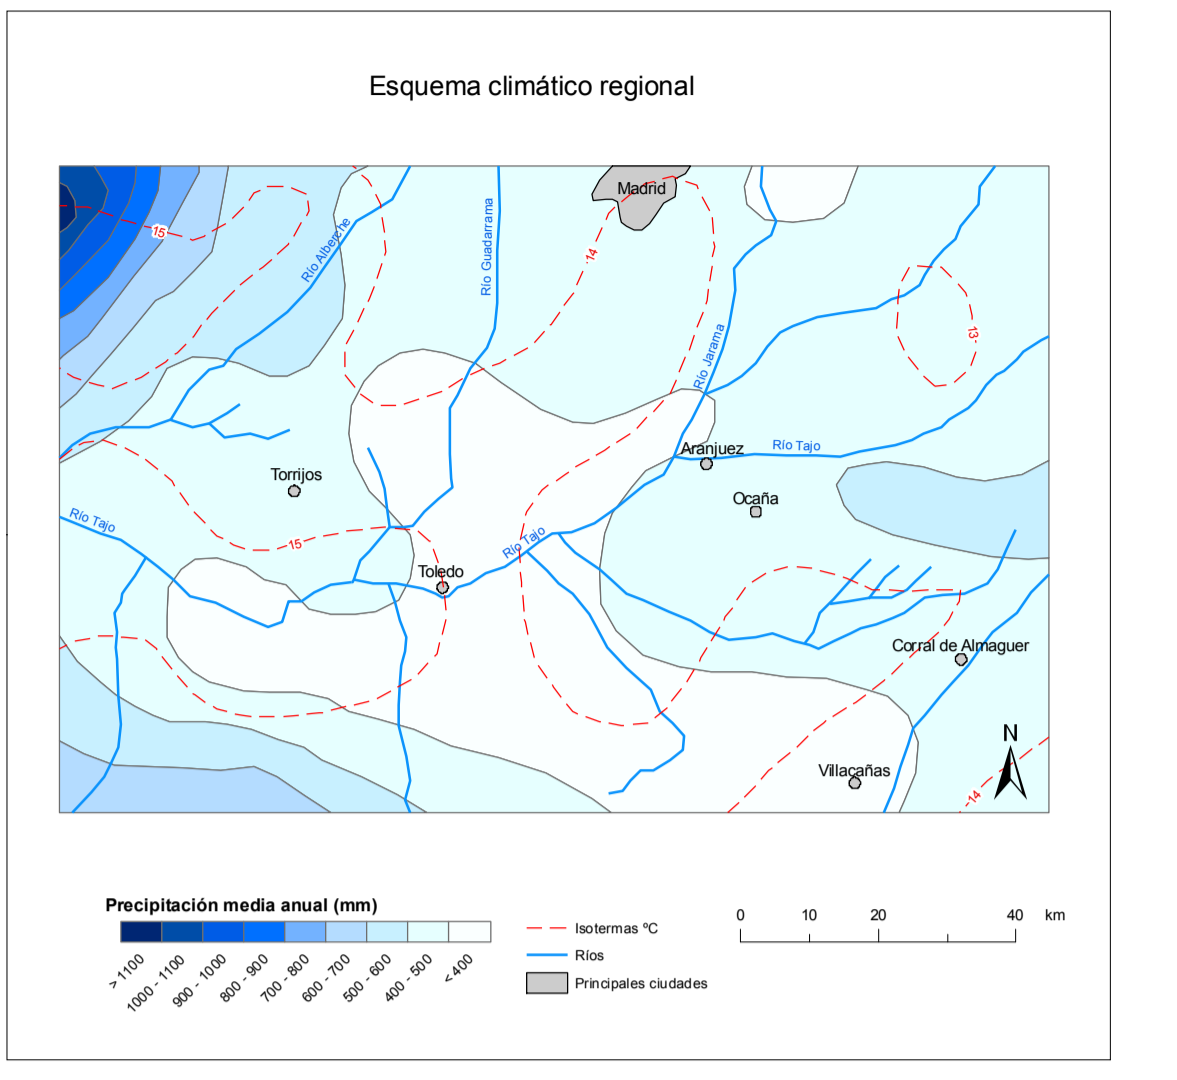 Esquema climático regional
Madrid
15
Río Alberche
Río Guadarrama
14
13
Río Jarama
Aranjuez
Río Tajo
Torrijos
Ocaña
Río Tajo
15
Río Tajo
Toledo
Corral de Almaguer
N
Villacañas
14
Precipitación media anual (mm)
> 1100
1000 - 1100
900 - 1000
800 - 900
700 - 800
600 - 700
500 - 600
400 - 500
< 400
Isotermas ºC
Ríos
Principales ciudades
0 10 20 40 km